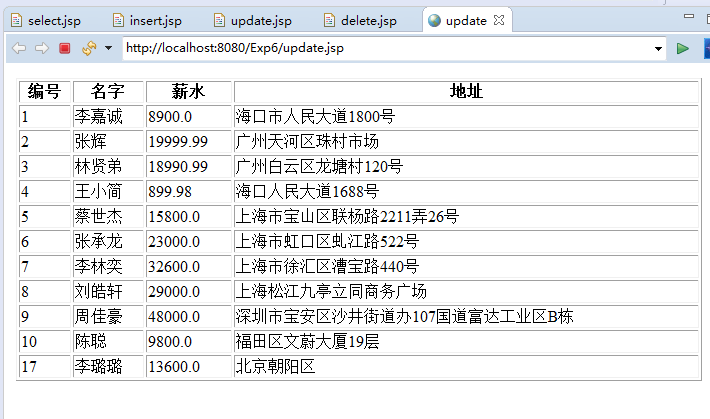 select.jsp insert.jsp update.jsp delete.jsp update
http://localhost:8080/Exp6/update.jsp
编号 名字 薪水 地址
1 李嘉诚 8900.0 海口市人民大道1800号
2 张辉 19999.99 广州天河区珠村市场
3 林贤弟 18990.99 广州白云区龙塘村120号
4 王小简 899.98 海口人民大道1688号
5 蔡世杰 15800.0 上海市宝山区联杨路2211弄26号
6 张承龙 23000.0 上海市虹口区虬江路522号
7 李林奕 32600.0 上海市徐汇区漕宝路440号
8 刘皓轩 29000.0 上海松江九亭立同商务广场
9 周佳豪 48000.0 深圳市宝安区沙井街道办107国道富达工业区B栋
10 陈聪 9800.0 福田区文蔚大厦19层
17 李璐璐 13600.0 北京朝阳区